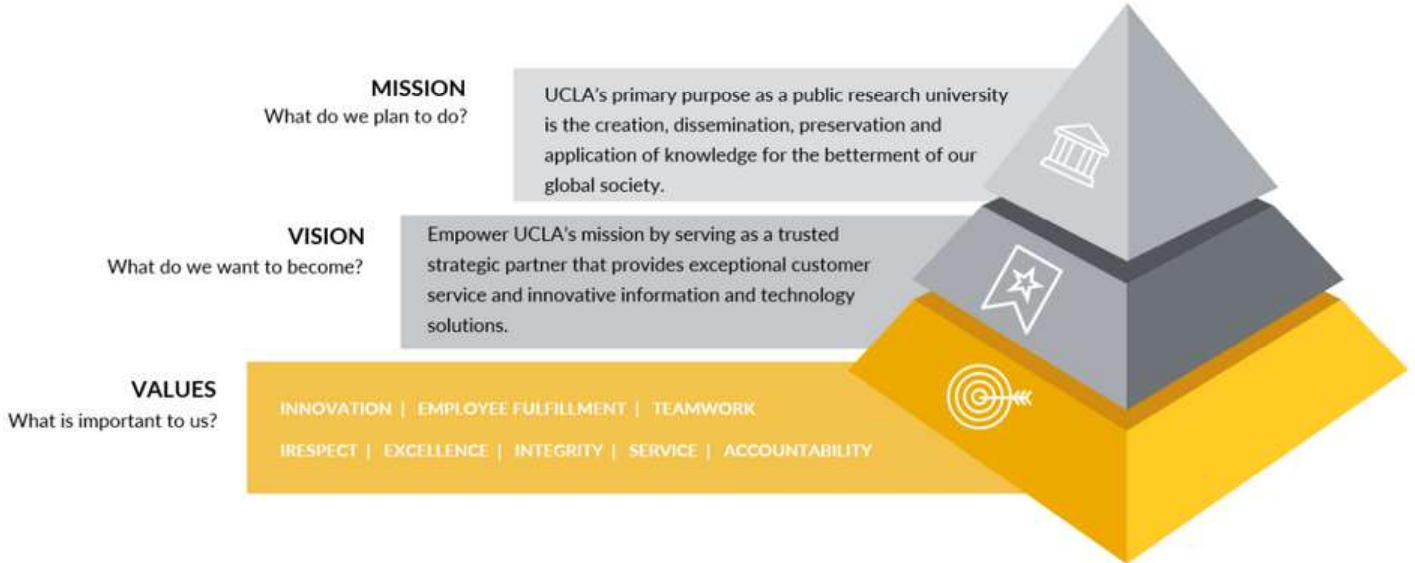 MISSION
What do we plan to do?
UCLA's primary purpose as a public research university
is the creation, dissemination, preservation and
application of knowledge for the betterment of our
global society.
VISION
What do we want to become?
Empower UCLA's mission by serving as a trusted
strategic partner that provides exceptional customer
service and innovative information and technology
solutions.
VALUES
What is important to us?
INNOVATION | EMPLOYEE FULFILLMENT | TEAMWORK
IRESPECT | EXCELLENCE | INTEGRITY | SERVICE | ACCOUNTABILITY